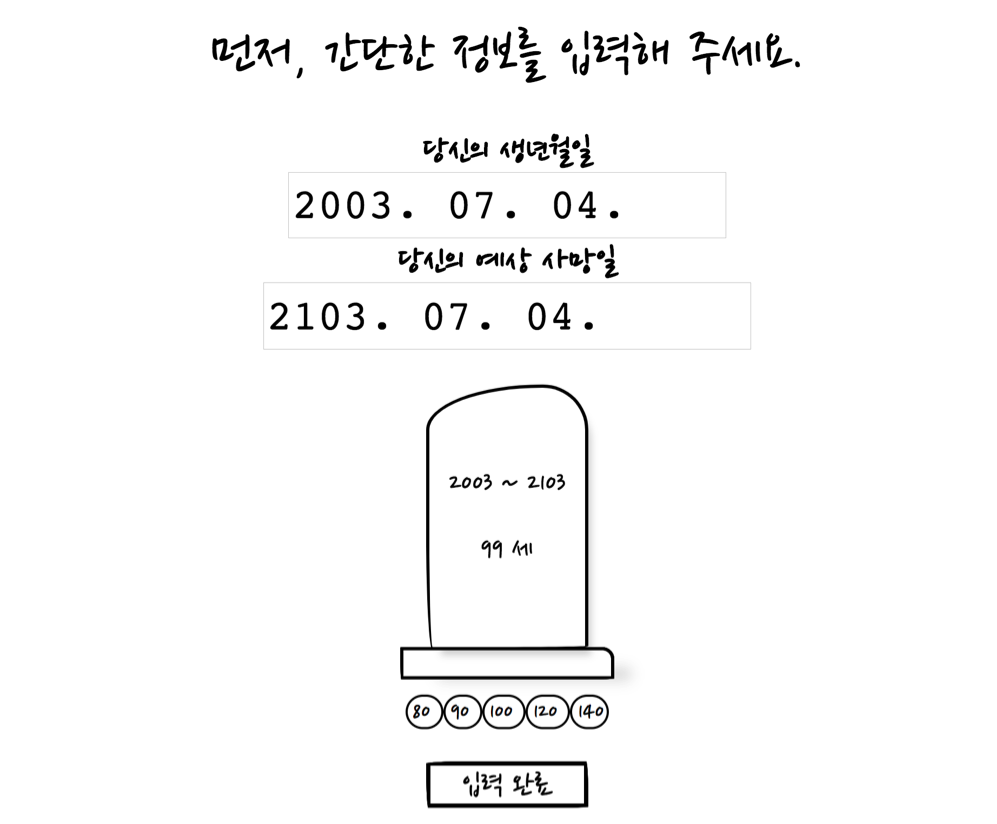 먼저, 간단한 정보를 입력해 주세요.
당신의 생년월일
2003. 07. 04.
당신의 예상 사망일
2103. 07. 04.
2003 ~ 2103
99 세
80 90 100 120 140
입력 완료